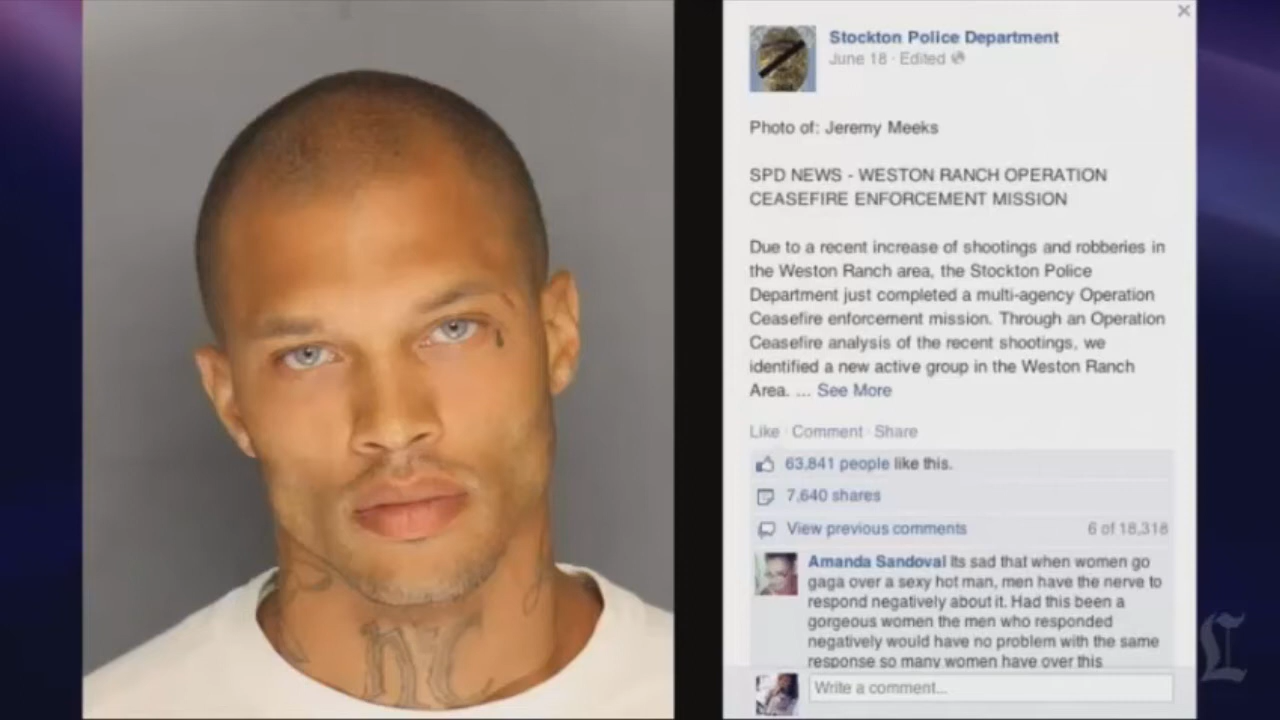 Stockton Police Department
June 18 · Edited
Photo of: Jeremy Meeks
SPD NEWS - WESTON RANCH OPERATION
CEASEFIRE ENFORCEMENT MISSION
Due to a recent increase of shootings and robberies in
the Weston Ranch area, the Stockton Police
Department just completed a multi-agency Operation
Ceasefire enforcement mission. Through an Operation
Ceasefire analysis of the recent shootings, we
identified a new active group in the Weston Ranch
Area. ... See More
Like · Comment · Share
63,841 people like this.
7,640 shares
View previous comments 6 of 18,318
Amanda Sandoval Its sad that when women go
gaga over a sexy hot man, men have the nerve to
respond negatively about it. Had this been a
gorgeous women the men who responded
negatively would have no problem with the same
response so many women have over this
Write a comment...